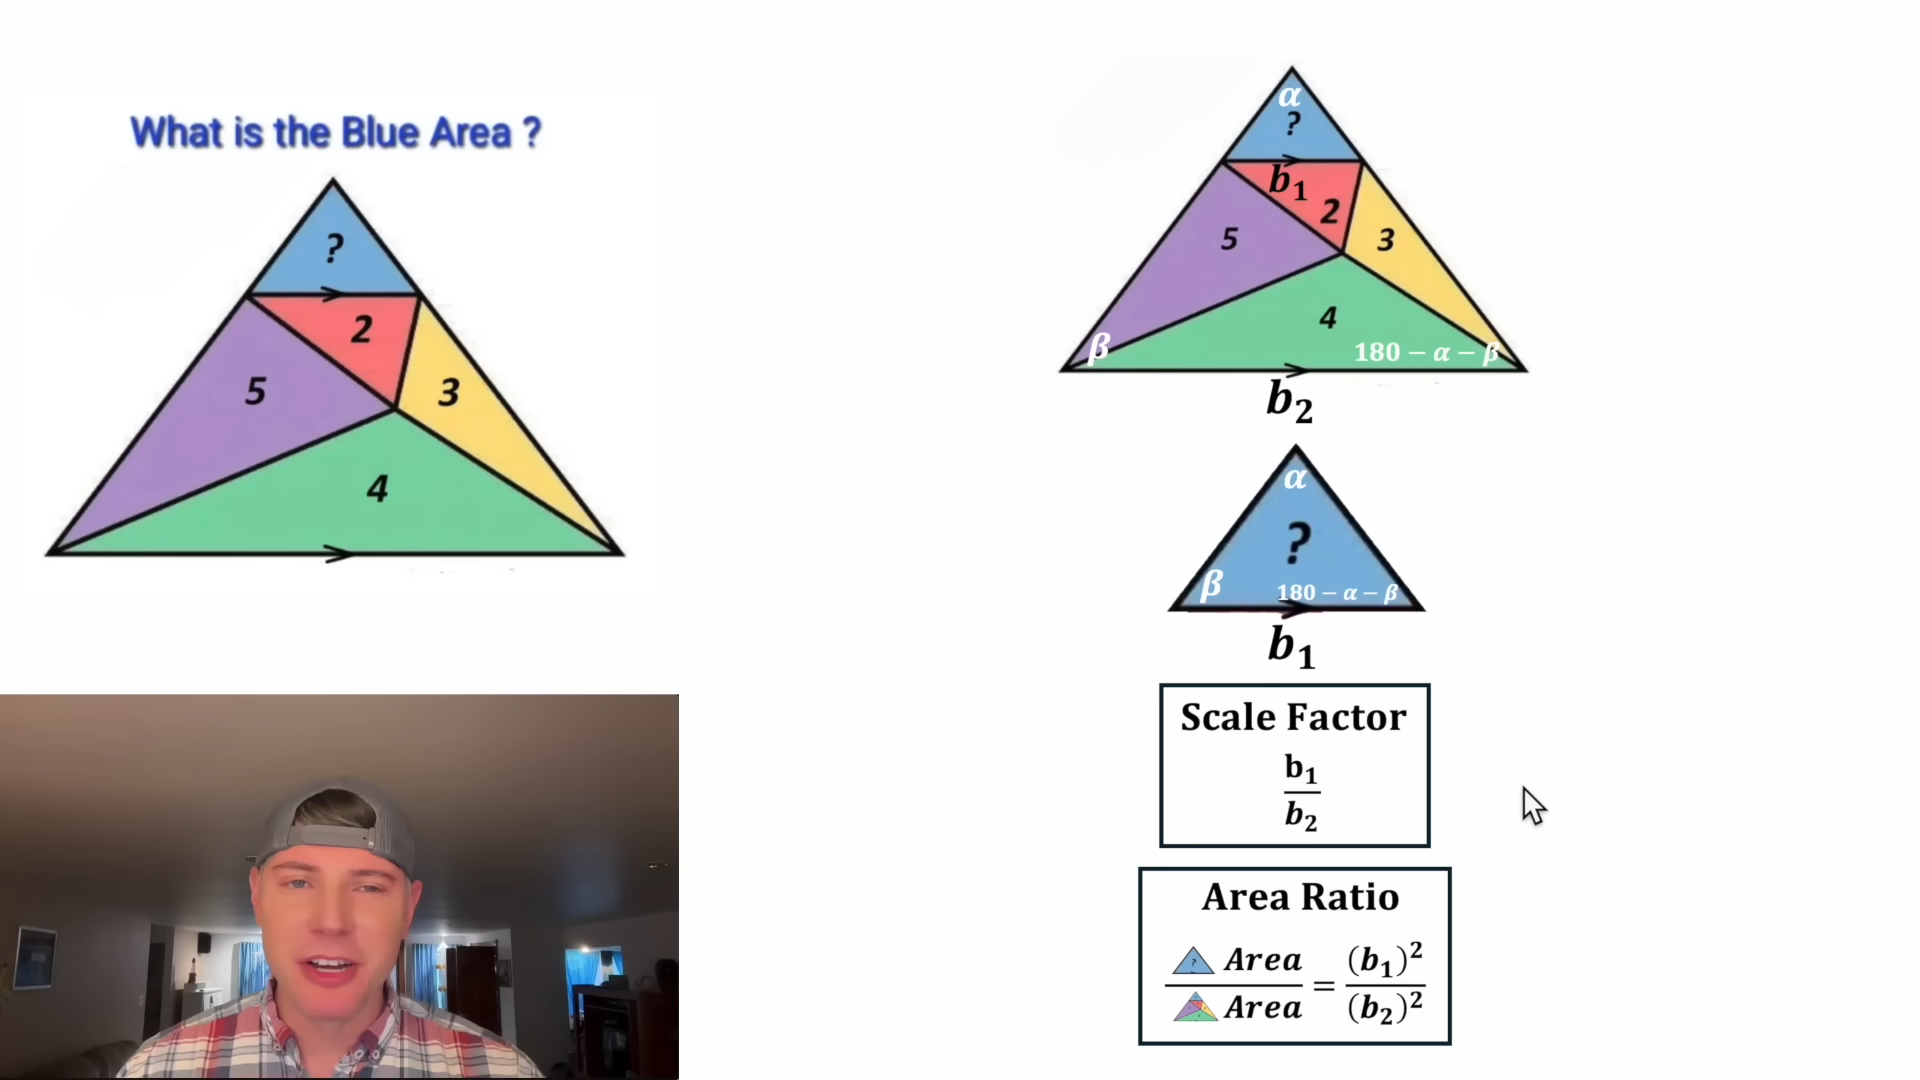 What is the Blue Area ?
?
2
5
3
4
α
?
b1
2
5
3
4
β
180 − α − β
b2
α
?
β
180 − α − β
b1
Scale Factor
b1
b2
Area Ratio
? Area
Area
=
(b1)²
(b2)²